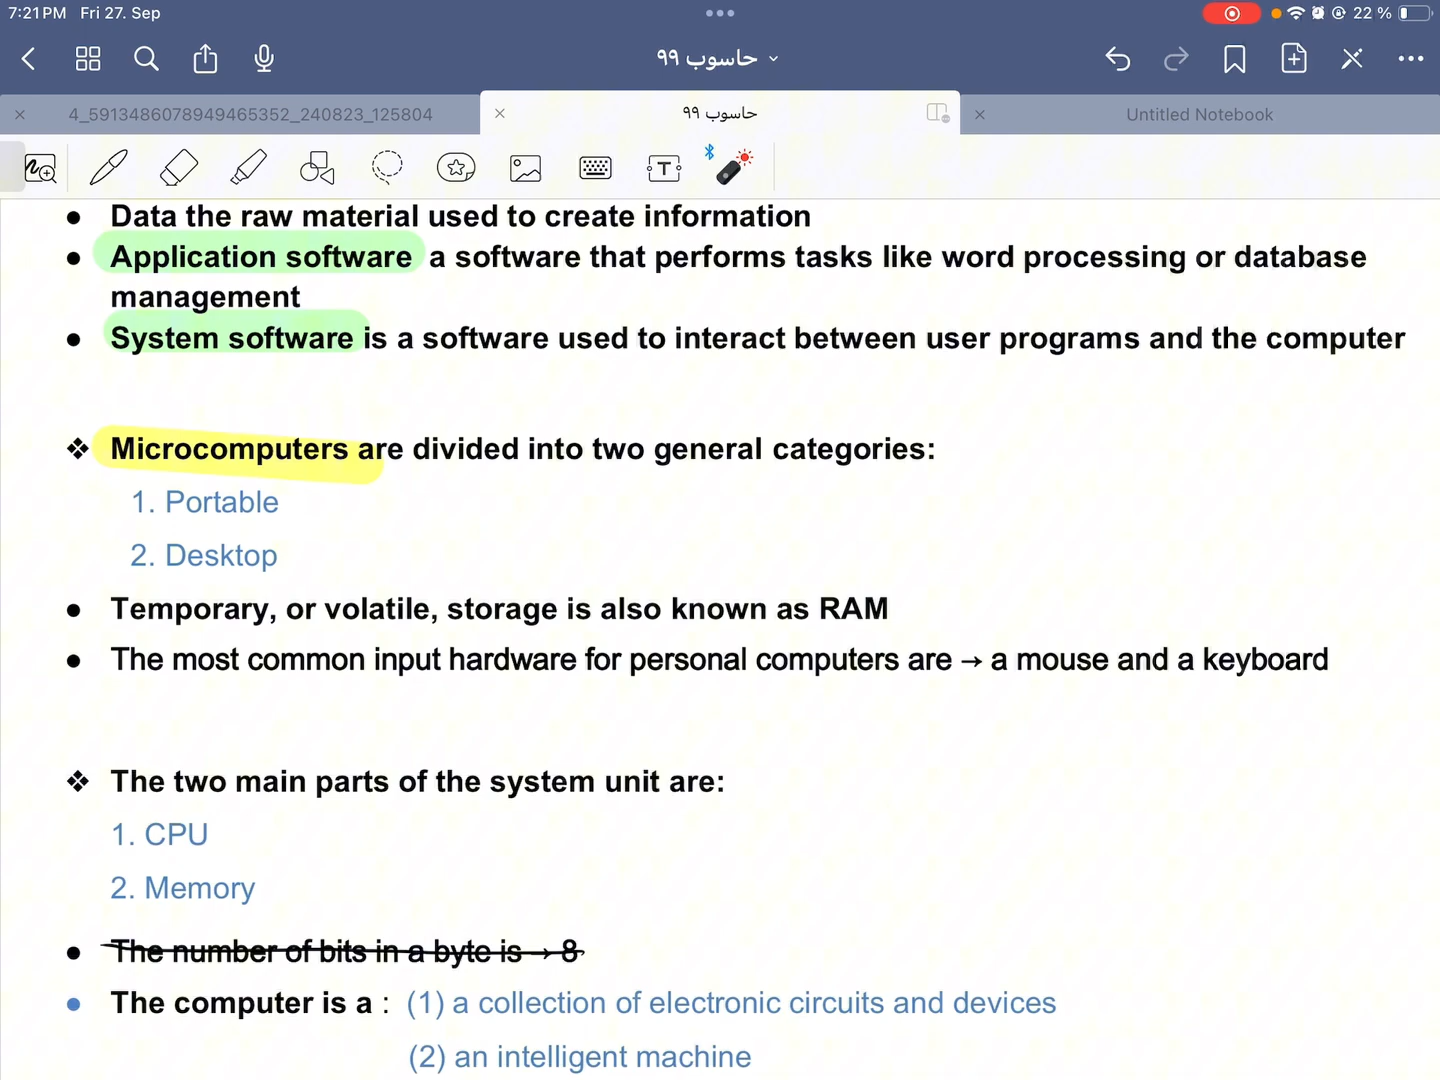 7:21 PM Fri 27. Sep
22 %
حاسوب ٩٩
4_5913486078949465352_240823_125804
حاسوب ٩٩
Untitled Notebook
● Data the raw material used to create information
● Application software a software that performs tasks like word processing or database
management
● System software is a software used to interact between user programs and the computer
❖ Microcomputers are divided into two general categories:
1. Portable
2. Desktop
● Temporary, or volatile, storage is also known as RAM
● The most common input hardware for personal computers are → a mouse and a keyboard
❖ The two main parts of the system unit are:
1. CPU
2. Memory
● The number of bits in a byte is → 8
● The computer is a : (1) a collection of electronic circuits and devices
(2) an intelligent machine